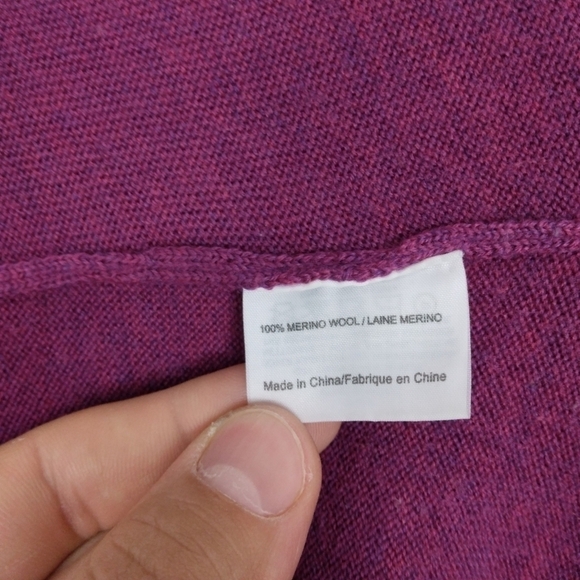 100% MERINO WOOL / LAINE MERINO
Made in China/Fabrique en Chine